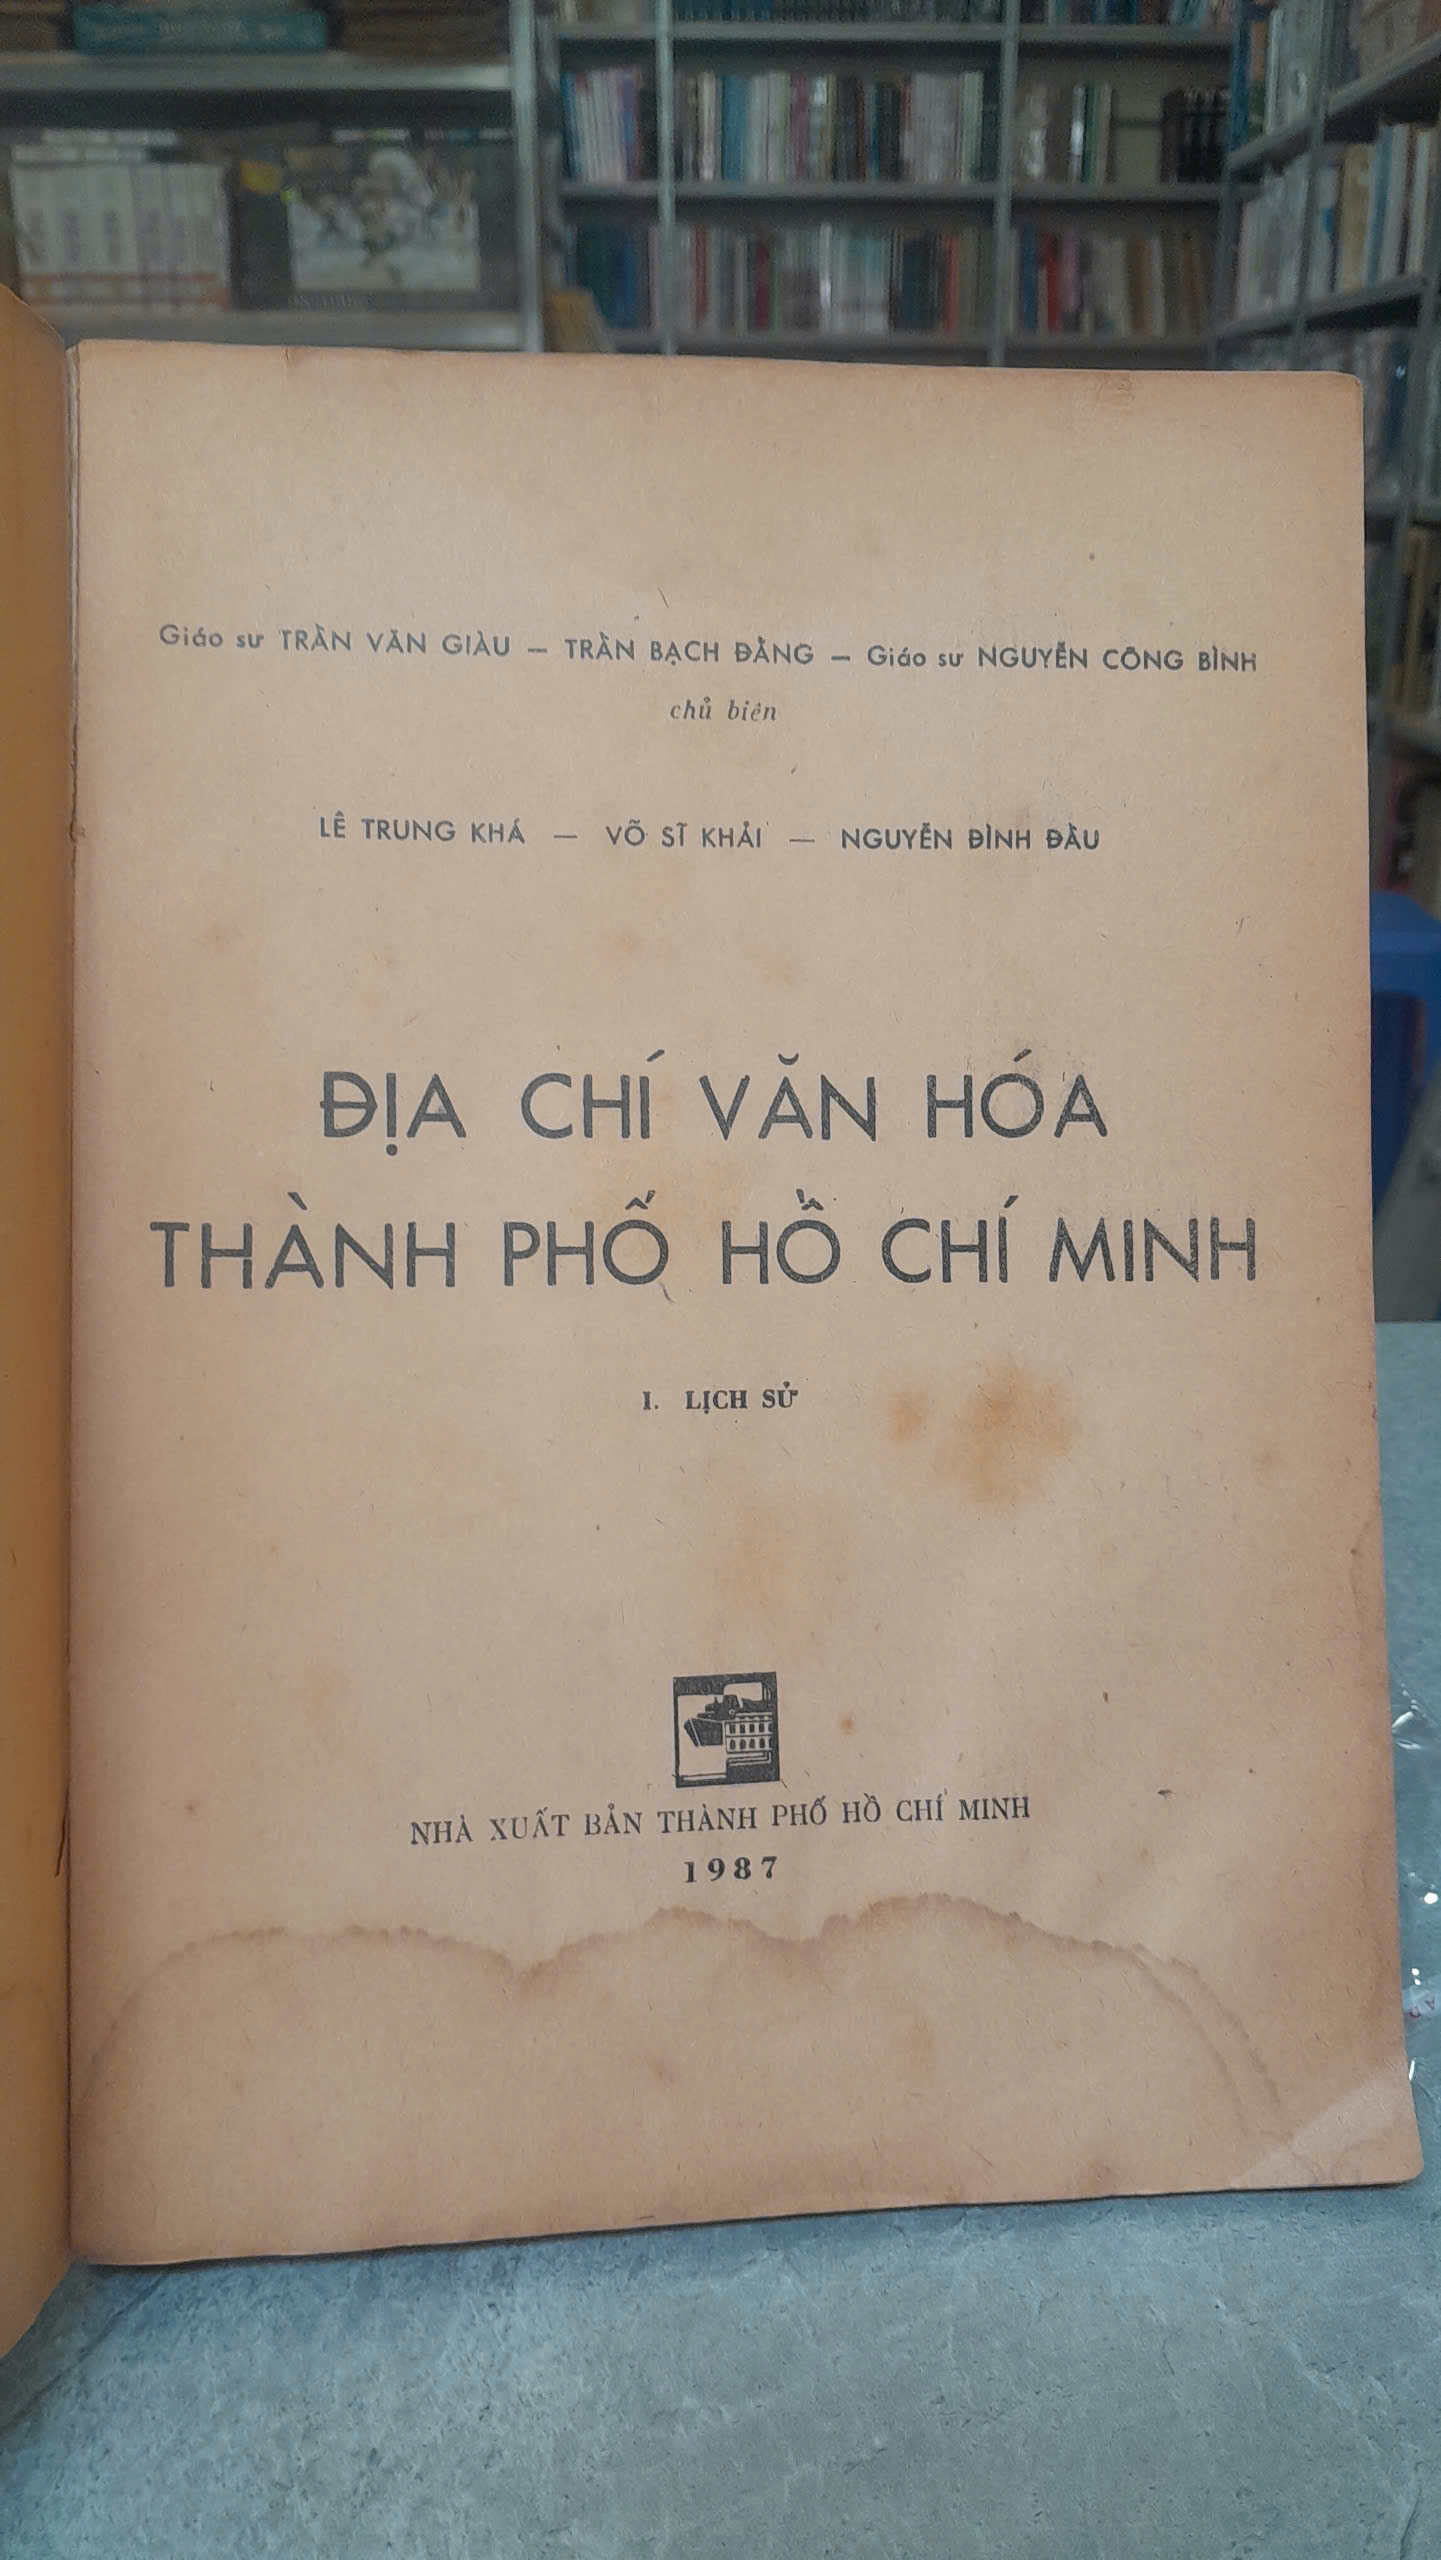 Giáo sư TRẦN VĂN GIÀU — TRẦN BẠCH ĐẰNG — Giáo sư NGUYỄN CÔNG BÌNH
chủ biên
LÊ TRUNG KHÁ — VÕ SĨ KHẢI — NGUYỄN ĐÌNH ĐẦU
ĐỊA CHÍ VĂN HÓA
THÀNH PHỐ HỒ CHÍ MINH
I. LỊCH SỬ
NHÀ XUẤT BẢN THÀNH PHỐ HỒ CHÍ MINH
1987